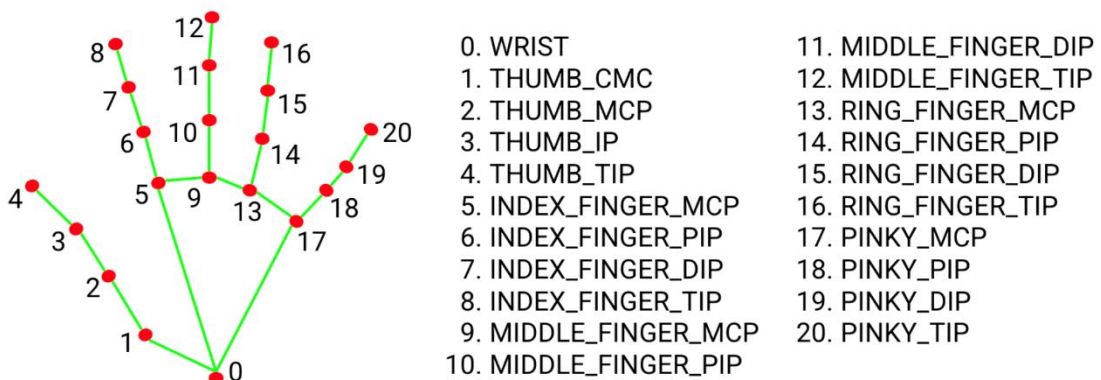 12
8
16
11
7
15
20
6
10
14
19
4
5
9
13
18
3
17
2
1
0
0. WRIST
1. THUMB_CMC
2. THUMB_MCP
3. THUMB_IP
4. THUMB_TIP
5. INDEX_FINGER_MCP
6. INDEX_FINGER_PIP
7. INDEX_FINGER_DIP
8. INDEX_FINGER_TIP
9. MIDDLE_FINGER_MCP
10. MIDDLE_FINGER_PIP
11. MIDDLE_FINGER_DIP
12. MIDDLE_FINGER_TIP
13. RING_FINGER_MCP
14. RING_FINGER_PIP
15. RING_FINGER_DIP
16. RING_FINGER_TIP
17. PINKY_MCP
18. PINKY_PIP
19. PINKY_DIP
20. PINKY_TIP